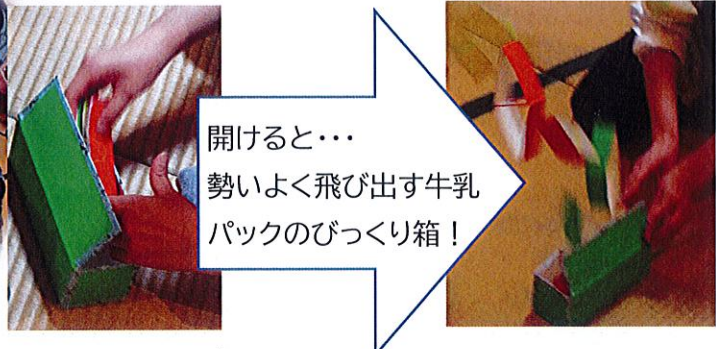 開けると・・・
勢いよく飛び出す牛乳
パックのびっくり箱！